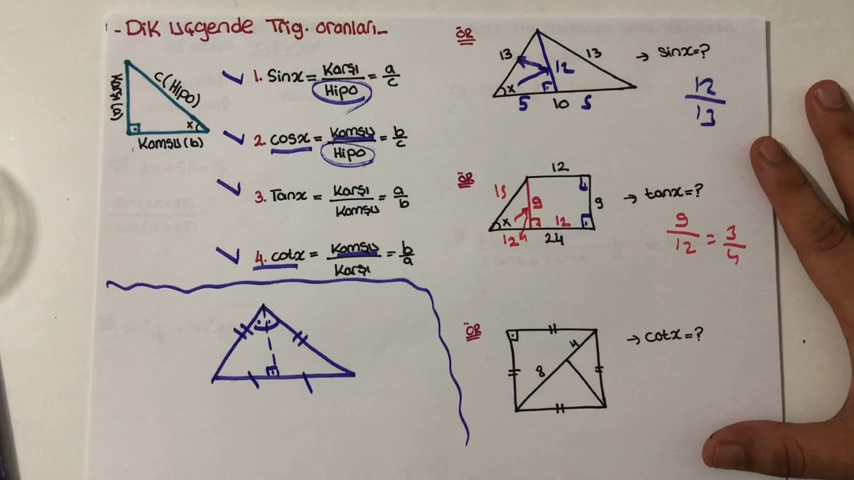 - Dik üçgende Trig. oranları -
Karşı(a)
C(Hipo)
x
Komşu(b)
1. Sinx = Karşı / Hipo = a/c
2. cosx = Komşu / Hipo = b/c
3. Tanx = Karşı / Komşu = a/b
4. cotx = Komşu / Karşı = b/a
ÖR
13
13
12
x
5
10
5
→ sinx=?
12/13
ÖR
12
15
9
9
x
12
12
24
→ tanx=?
9/12 = 3/4
ÖR
8
→ cotx=?